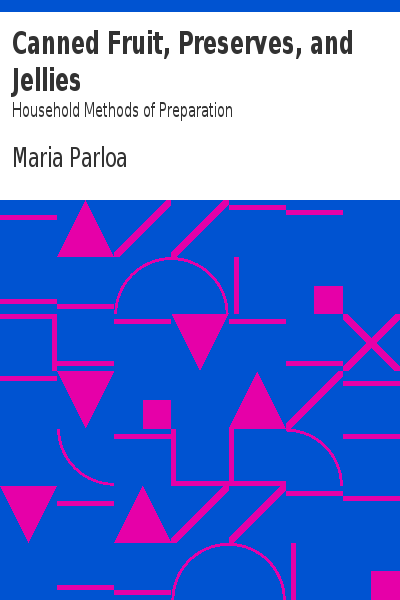 Canned Fruit, Preserves, and
Jellies
Household Methods of Preparation
Maria Parloa